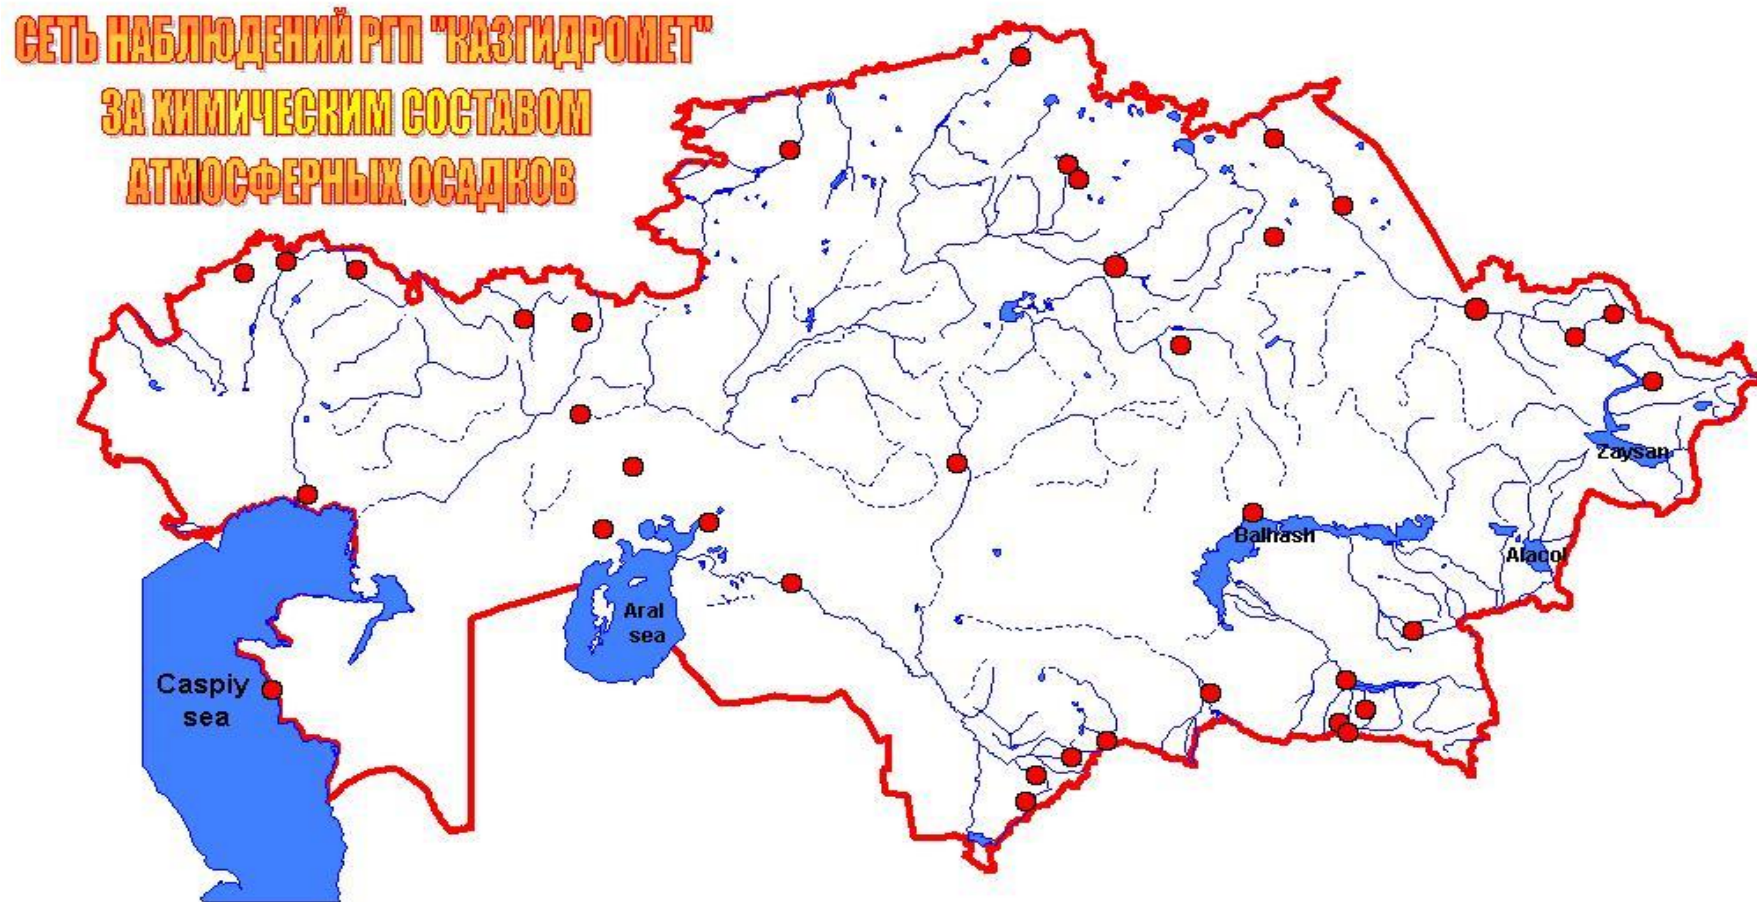 СЕТЬ НАБЛЮДЕНИЙ РГП "КАЗГИДРОМЕТ"
ЗА ХИМИЧЕСКИМ СОСТАВОМ
АТМОСФЕРНЫХ ОСАДКОВ
Zaysan
Balhash
Alacol
Aral
sea
Caspiy
sea